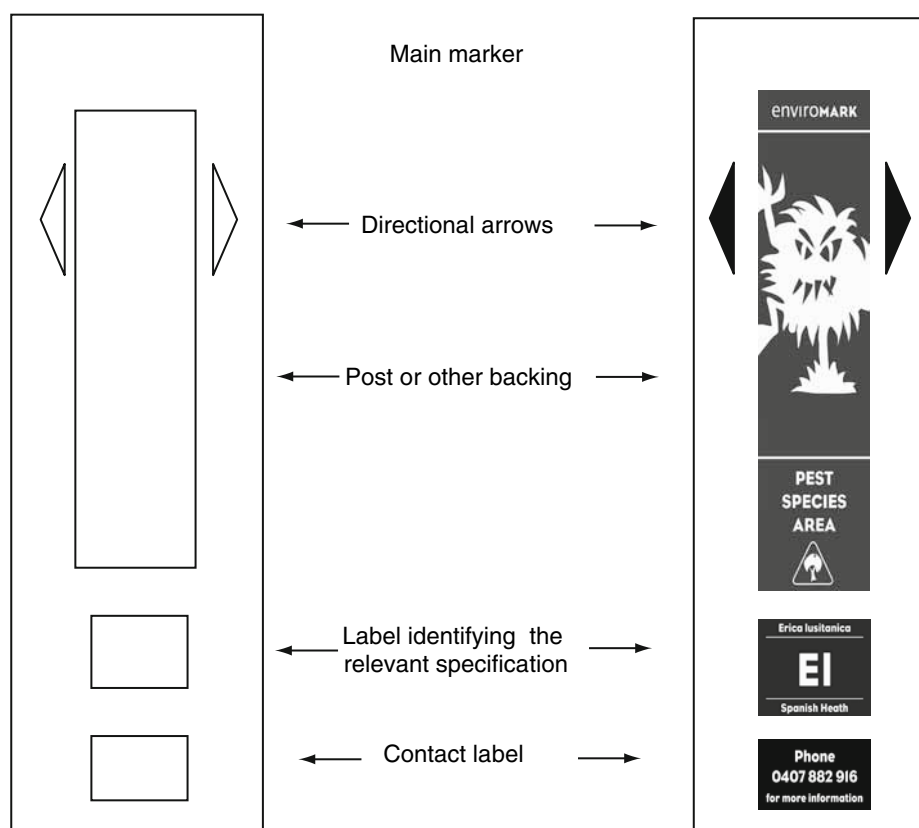 Main marker
Directional arrows
Post or other backing
Label identifying the
relevant specification
Contact label
enviroMARK
PEST
SPECIES
AREA
Erica lusitanica
EI
Spanish Heath
Phone
0407 882 916
for more information